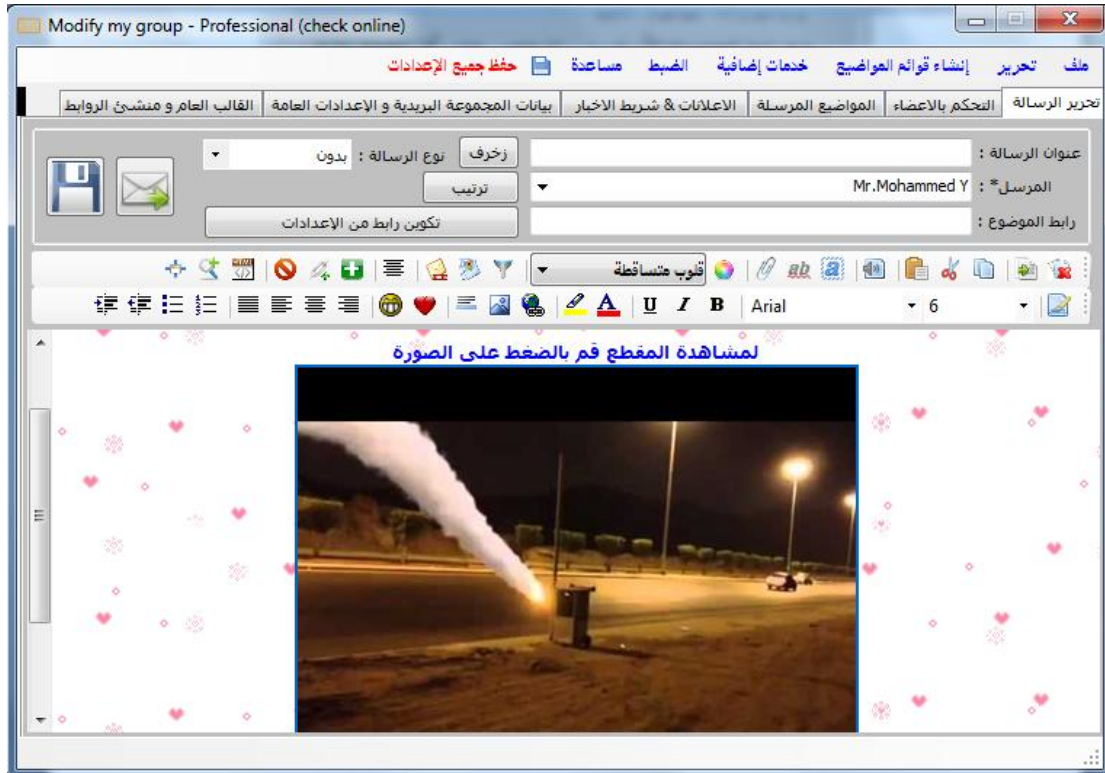 Modify my group - Professional (check online)
ملف تحرير إنشاء قوائم المواضيع خدمات إضافية الضبط مساعدة حفظ جميع الإعدادات
تحرير الرسالة التحكم بالاعضاء المواضيع المرسلة الاعلانات & شريط الاخبار بيانات المجموعة البريدية و الإعدادات العامة القالب العام و منشئ الروابط
عنوان الرسالة : زخرف نوع الرسالة : بدون
المرسل* : Mr.Mohammed Y ترتيب
رابط الموضوع : تكوين رابط من الإعدادات
ab a قلوب متساقطة
6 Arial B I U A
لمشاهدة المقطع قم بالضغط على الصورة